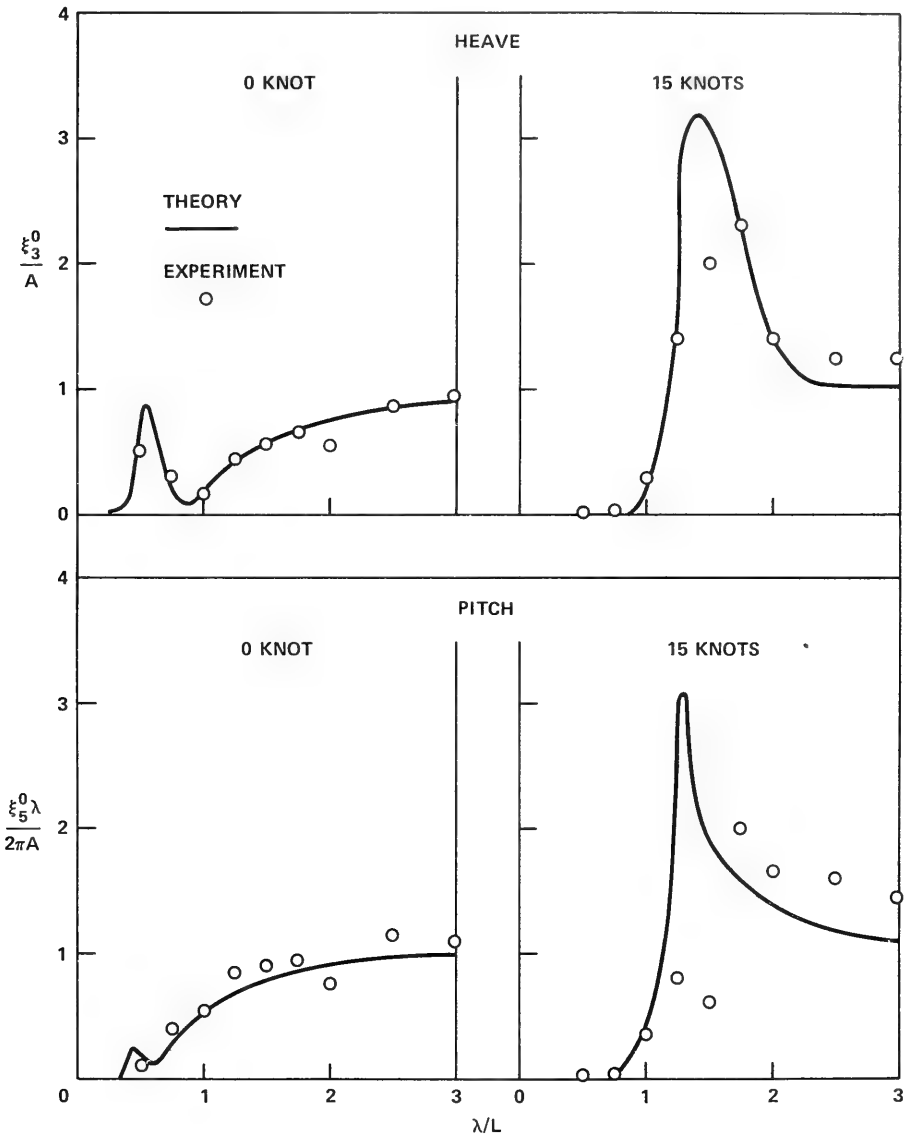 HEAVE
0 KNOT
15 KNOTS
4
3
2
1
0
THEORY
EXPERIMENT
ξ₃⁰
A
PITCH
0 KNOT
15 KNOTS
4
3
2
1
0
ξ₅⁰λ
2πA
0 1 2 3 0 1 2 3
λ/L